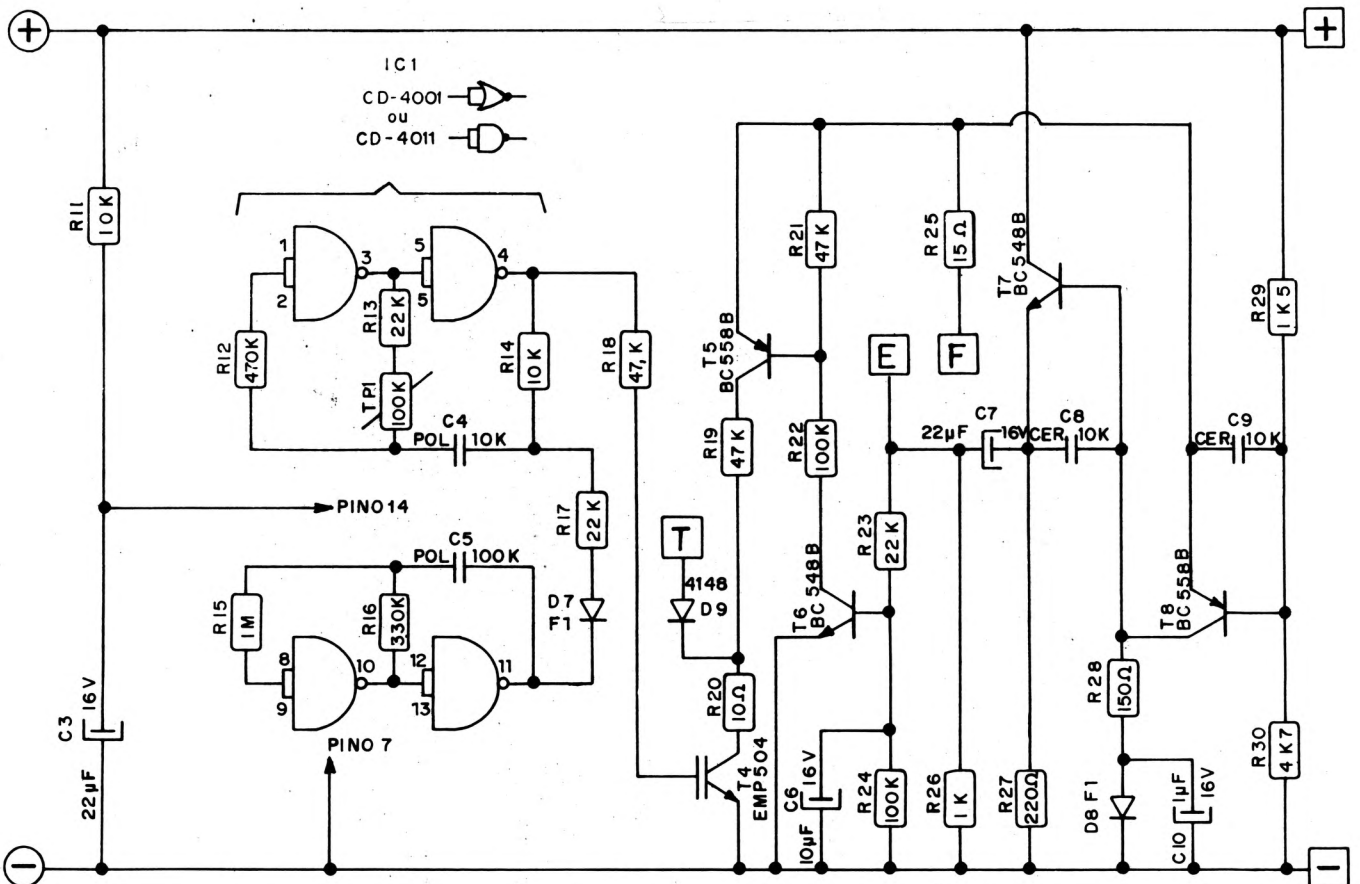 +
+
IC1
CD-4001
ou
CD-4011
R11
10K
1
2
3
5
5
4
R12
470K
R13
22K
TP1
100K
R14
10K
C4
POL 10K
R18
47,K
PINO 14
R17
22K
C5
POL 100K
R15
1M
R16
330K
8
9
10
12
13
11
D7
F1
C3
16V
22µF
PINO 7
T
4148
D9
R19
47K
R20
10Ω
T4
EMP504
T5
BC558B
R21
47K
R22
100K
T6
BC548B
R25
15Ω
E
F
R23
22K
C6
16V
10µF
R24
100K
R26
1K
R27
220Ω
C7
22µF
16V
C8
CER 10K
T7
BC548B
C9
CER 10K
T8
BC558B
R28
150Ω
D8 F1
C10
1µF
16V
R29
1K5
R30
4K7
−
−